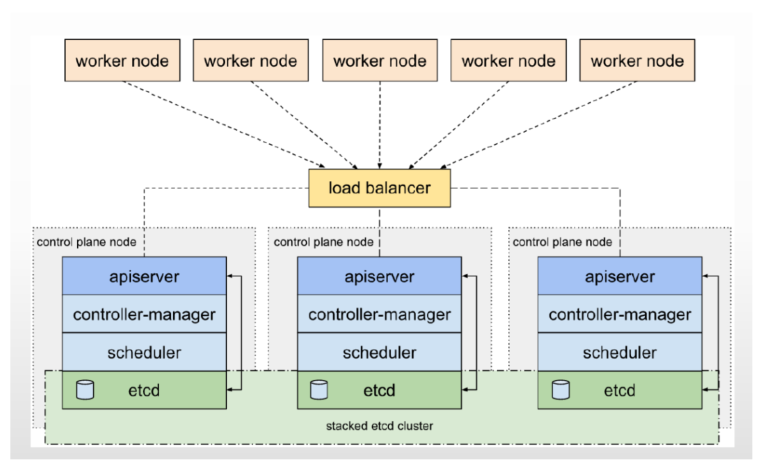 worker node
worker node
worker node
worker node
worker node
load balancer
control plane node
control plane node
control plane node
apiserver
apiserver
apiserver
controller-manager
controller-manager
controller-manager
scheduler
scheduler
scheduler
etcd
etcd
etcd
stacked etcd cluster